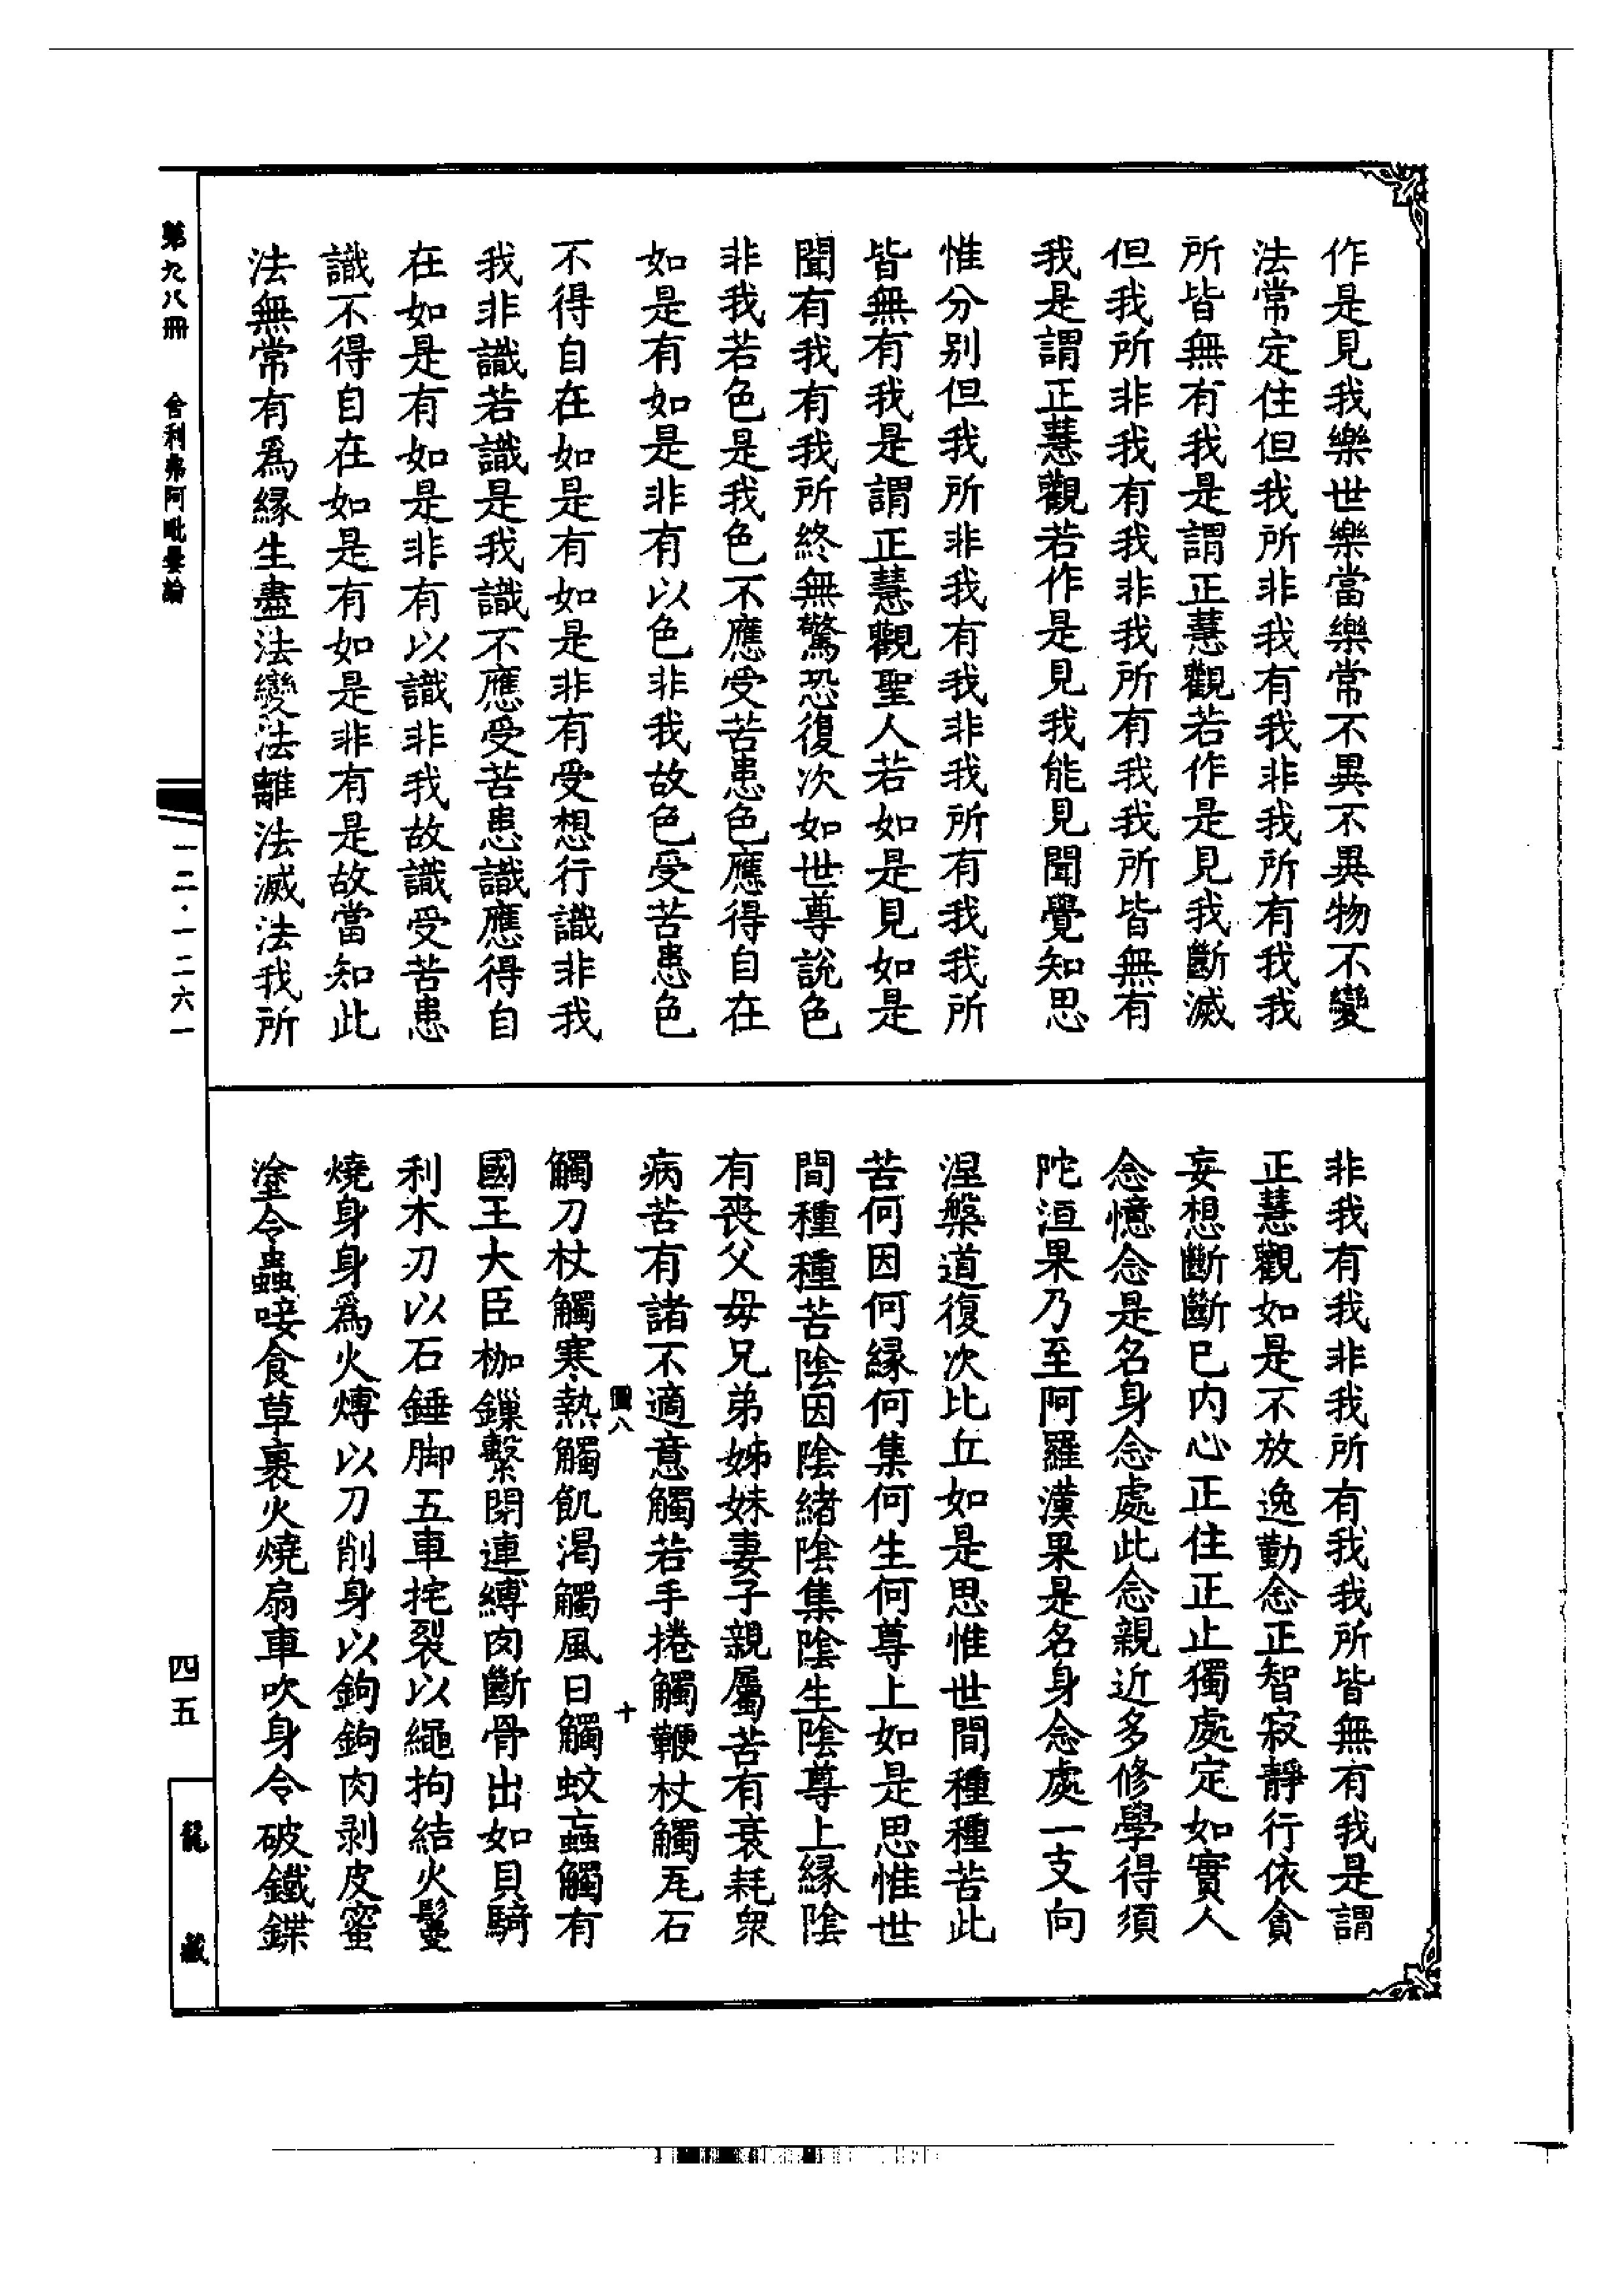 作是見我樂世樂當樂常不異不異物不變
法常定住但我所非我有我非我所有我我
所皆無有我是謂正慧觀若作是見我斷滅
但我所非我有我非我所有我我所皆無有
我是謂正慧觀若作是見我能見聞覺知思
惟分别但我所非我有我非我所有我我所
皆無有我是謂正慧觀聖人若如是見如是
聞有我有我所終無驚恐復次如世尊說色
非我若色是我色不應受苦患色應得自在
如是有如是非有以色非我故色受苦患色
不得自在如是有如是非有受想行識非我
我非識若識是我識不應受苦患識應得自
在如是有如是非有以識非我故識受苦患
識不得自在如是有如是非有是故當知此
法無常有爲緣生盡法變法離法滅法我所
非我有我非我所有我我所皆無有我是謂
正慧觀如是不放逸勤念正智寂靜行依貪
妄想斷斷已内心正住正止獨處定如實人
念憶念是名身念處此念親近多修學得須
陀洹果乃至阿羅漢果是名身念處一支向
涅槃道復次比丘如是思惟世間種種苦此
苦何因何緣何集何生何尊上如是思惟世
間種種苦陰因陰緒陰集陰生陰尊上緣陰
有喪父母兄弟姊妹妻子親屬苦有衰耗衆
病苦有諸不適意觸若手捲觸鞭杖觸瓦石
圖八
十
觸刀杖觸寒熱觸飢渴觸風日觸蚊䖟觸有
國王大臣枷鏁繫閉連縛肉斷骨出如貝騎
利木刃以石錘脚五車挓裂以繩拘結火鬘
燒身身爲火燸以刀削身以鉤鉤肉剥皮蜜
塗令蟲唼食草裹火燒扇車吹身令破鐵鍱
第九八冊
舍利弗阿毗曇論
一二·一二六一
四五
龍藏